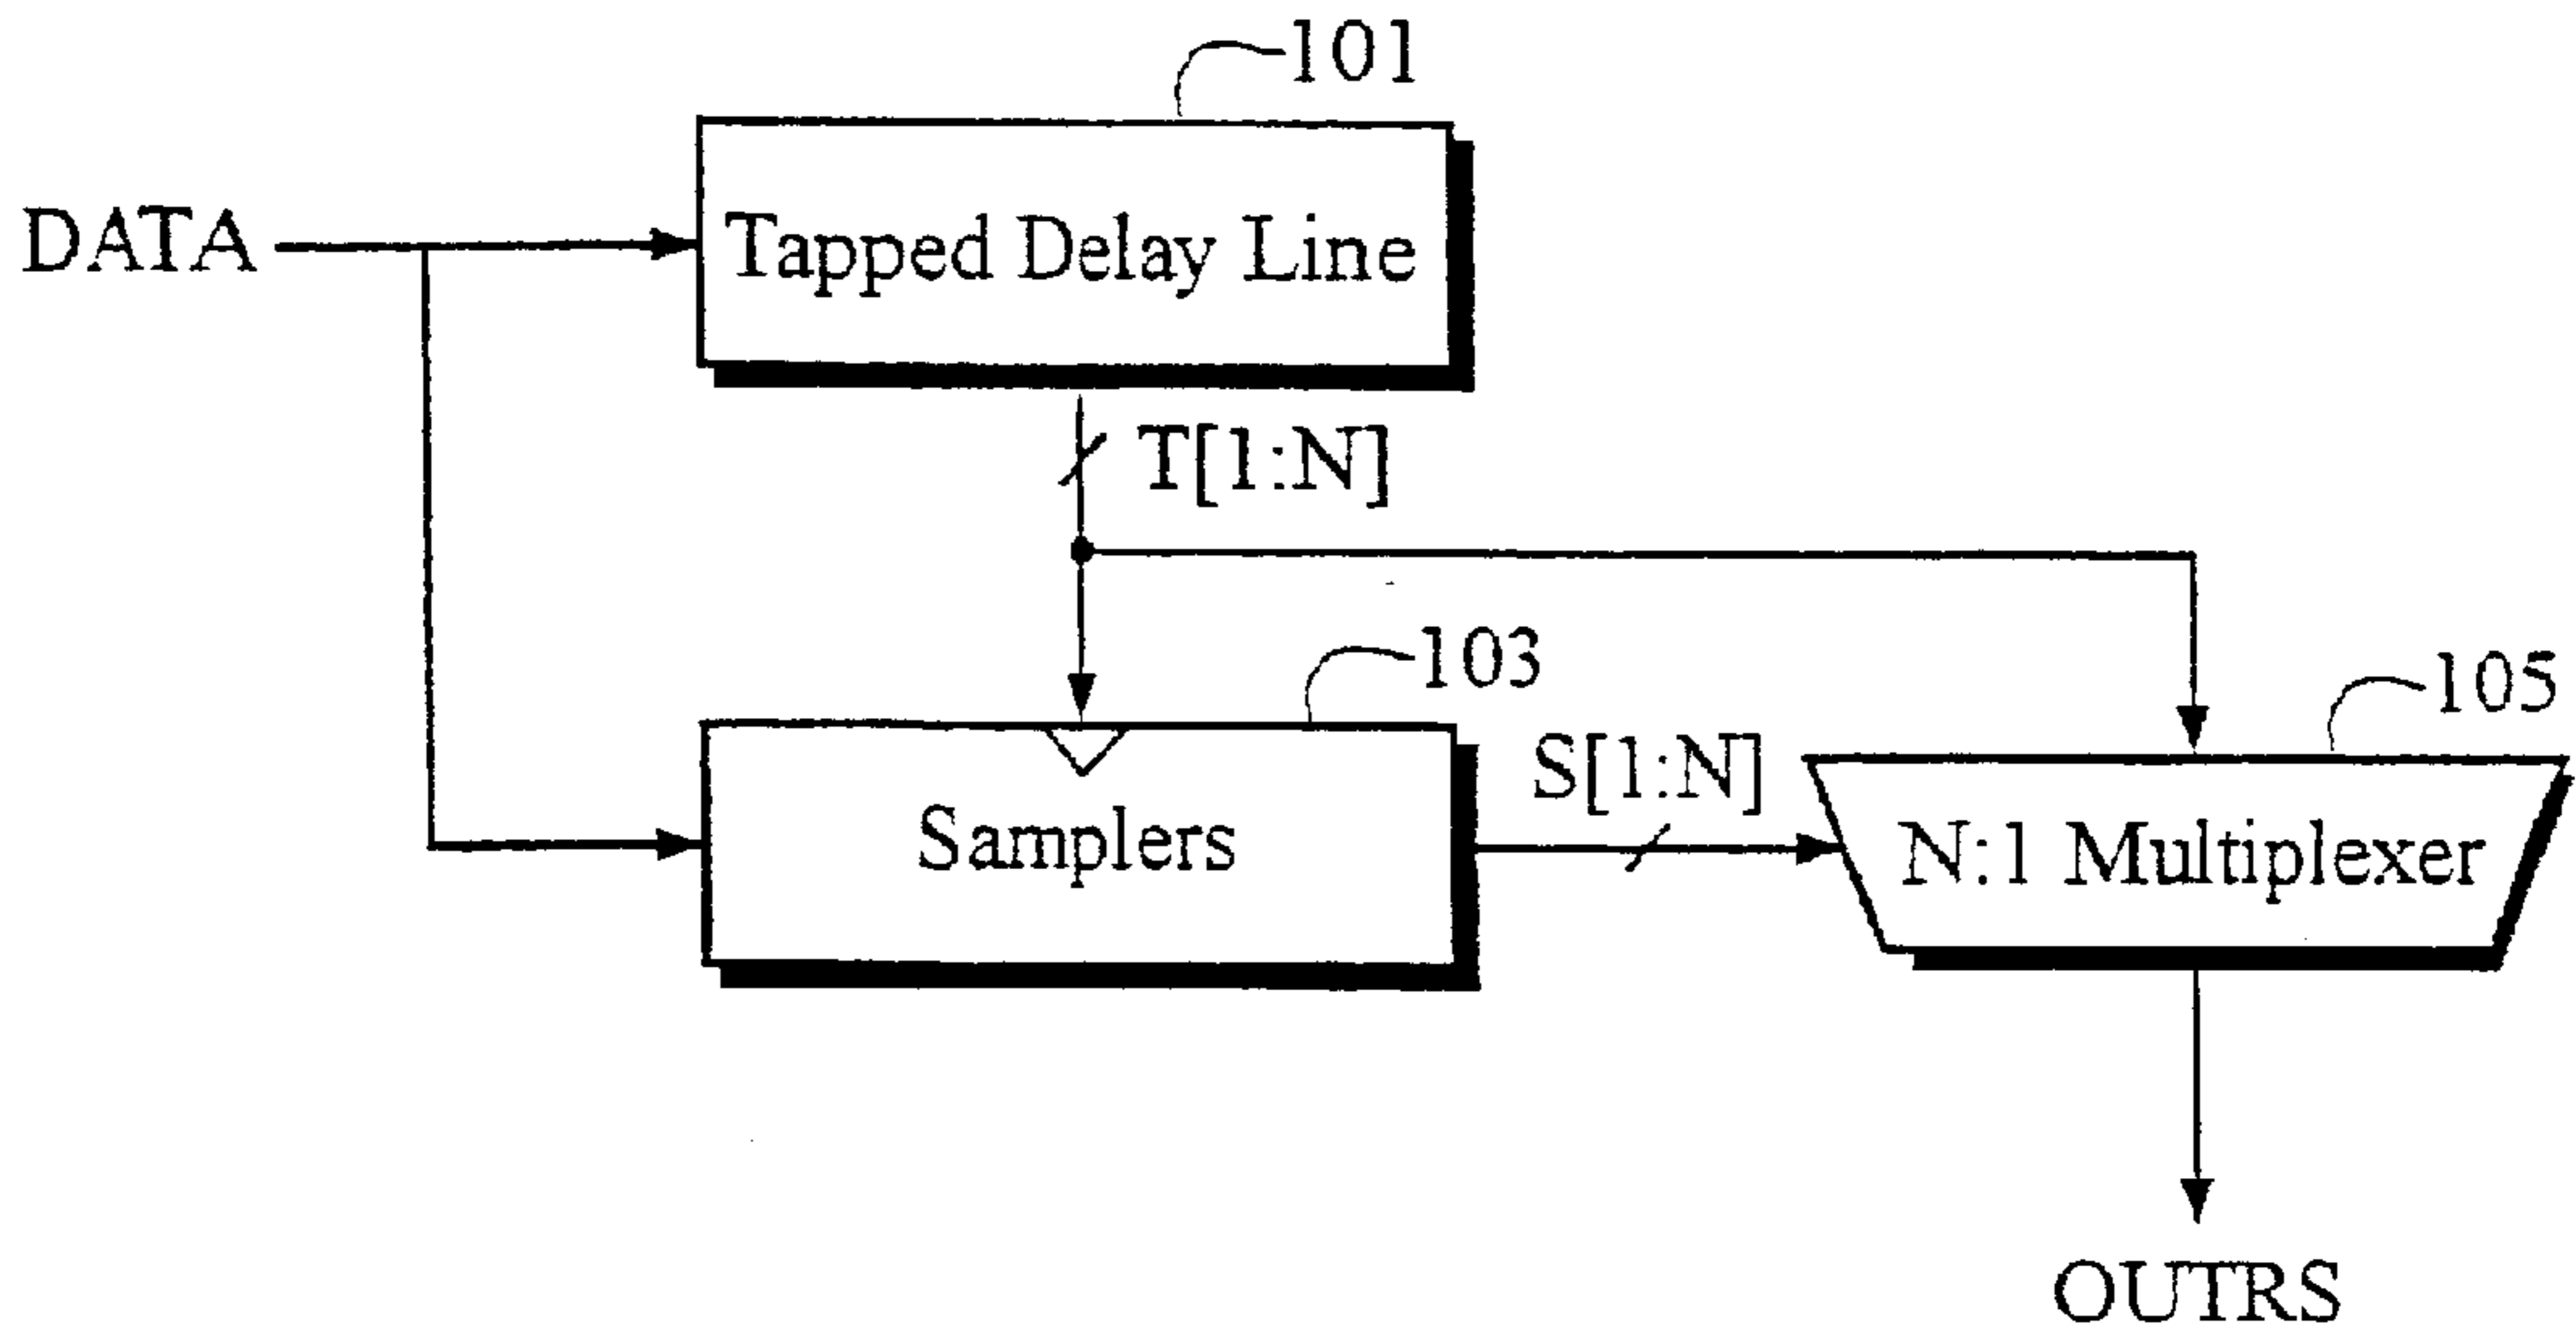 101
DATA
Tapped Delay Line
T[1:N]
103
105
S[1:N]
Samplers
N:1 Multiplexer
OUTRS